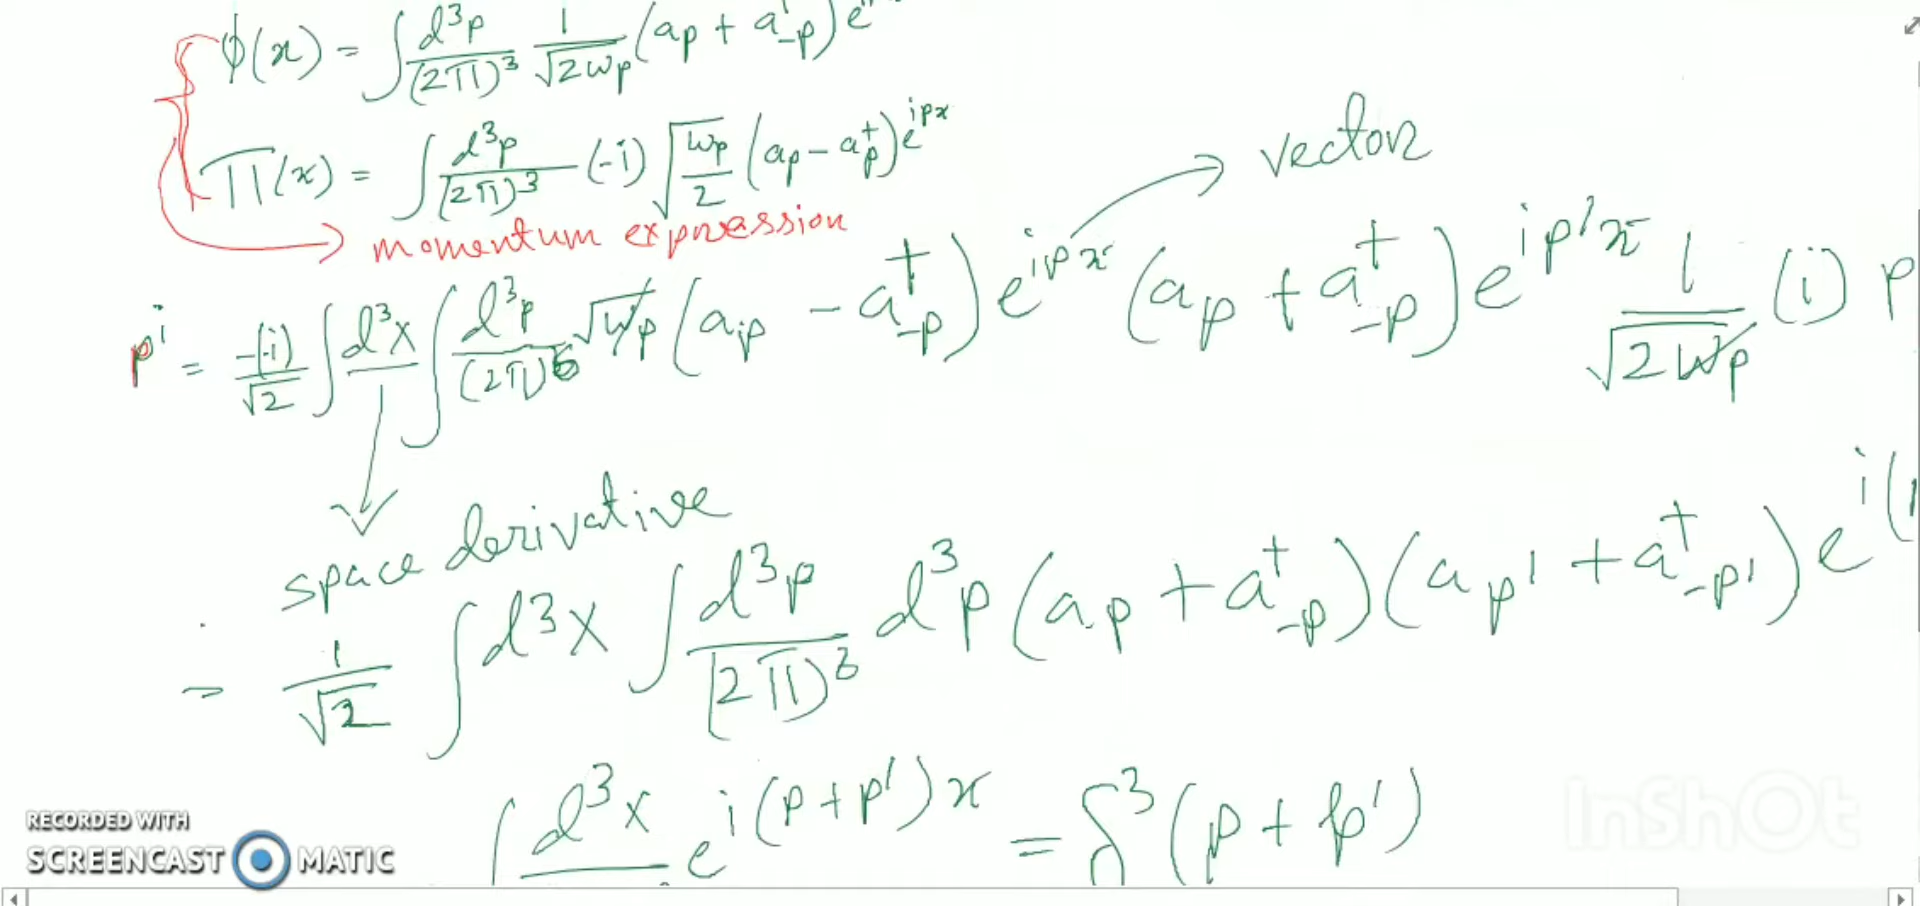 ϕ(x) = ∫ d³p/(2π)³ 1/√2ωp (ap + a†-p) e
π(x) = ∫ d³p/(2π)³ (-i) √ωp/2 (ap - a†p) e^ipx
vector
momentum expression
p^i = -(-i)/√2 ∫ d³x ∫ d³p/(2π)6 √ωp (ap - a†-p) e^ipx (ap + a†-p) e^ip'x 1/√2ωp (i) p
space derivative
= 1/√2 ∫ d³x ∫ d³p/(2π)³ d³p (ap + a†-p)(ap' + a†-p') e^i(
∫ d³x e^i(p+p')x = δ³(p + p')
RECORDED WITH
SCREENCAST MATIC
InShOt